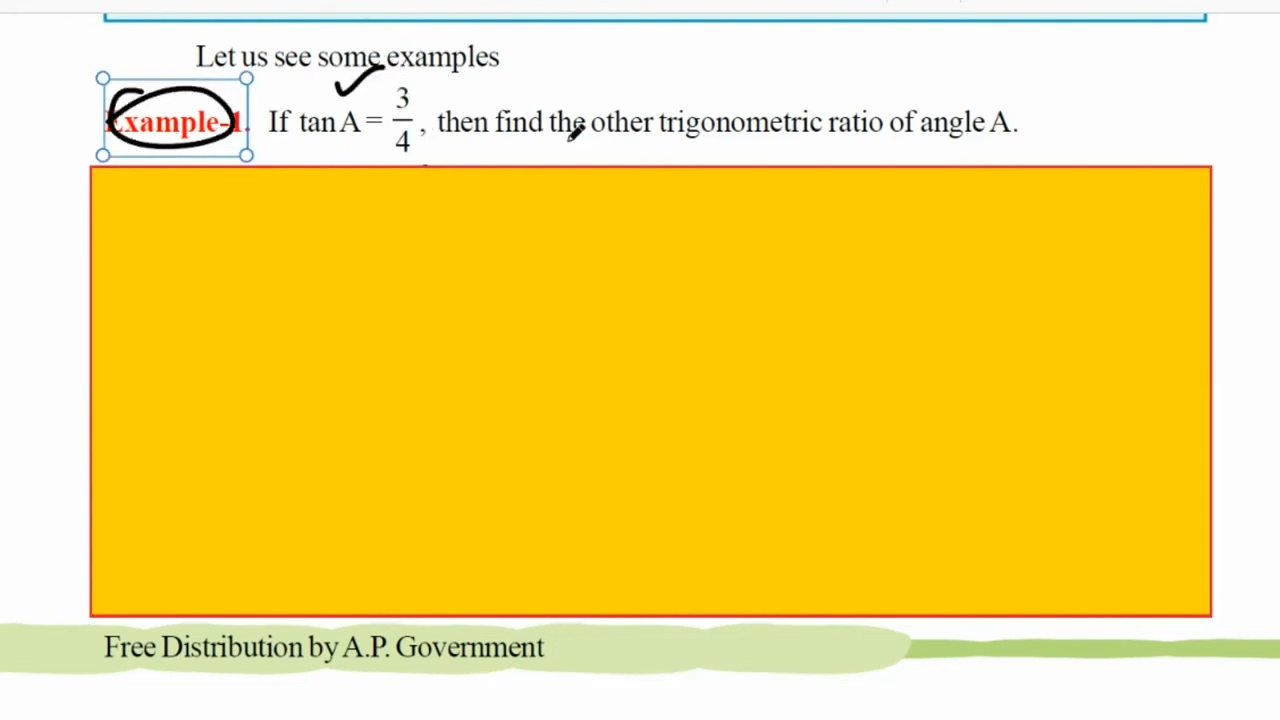 Let us see some examples
Example-1. If tan A = 3/4, then find the other trigonometric ratio of angle A.
Free Distribution by A.P. Government